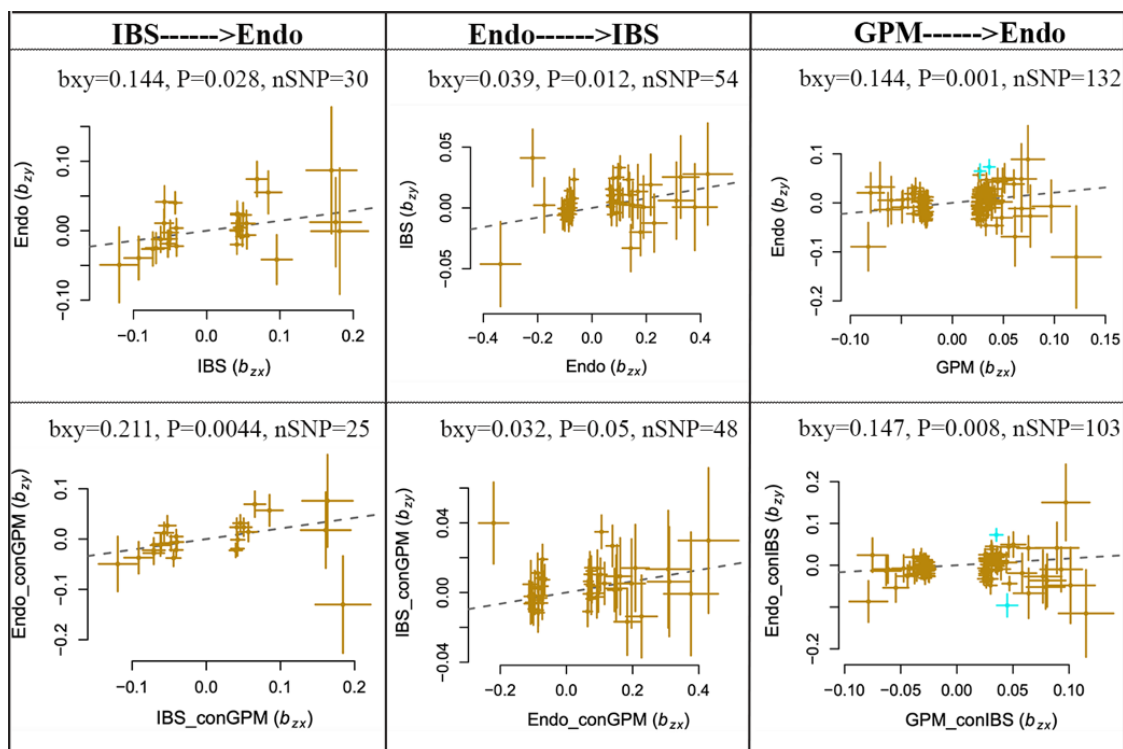 IBS------>Endo
Endo------>IBS
GPM------>Endo
bxy=0.144, P=0.028, nSNP=30
Endo (bzy)
0.10
0.00
−0.10
−0.1
0.0
0.1
0.2
IBS (bzx)
bxy=0.039, P=0.012, nSNP=54
IBS (bzy)
0.05
0.00
−0.05
−0.4
−0.2
0.0
0.2
0.4
Endo (bzx)
bxy=0.144, P=0.001, nSNP=132
Endo (bzy)
0.1
0.0
−0.1
−0.2
−0.10
0.00
0.05
0.10
0.15
GPM (bzx)
bxy=0.211, P=0.0044, nSNP=25
Endo_conGPM (bzy)
0.1
0.0
−0.1
−0.2
−0.1
0.0
0.1
0.2
IBS_conGPM (bzx)
bxy=0.032, P=0.05, nSNP=48
IBS_conGPM (bzy)
0.04
0.00
−0.04
−0.2
0.0
0.2
0.4
Endo_conGPM (bzx)
bxy=0.147, P=0.008, nSNP=103
Endo_conIBS (bzy)
0.2
0.1
0.0
−0.2
−0.10
−0.05
0.00
0.05
0.10
GPM_conIBS (bzx)